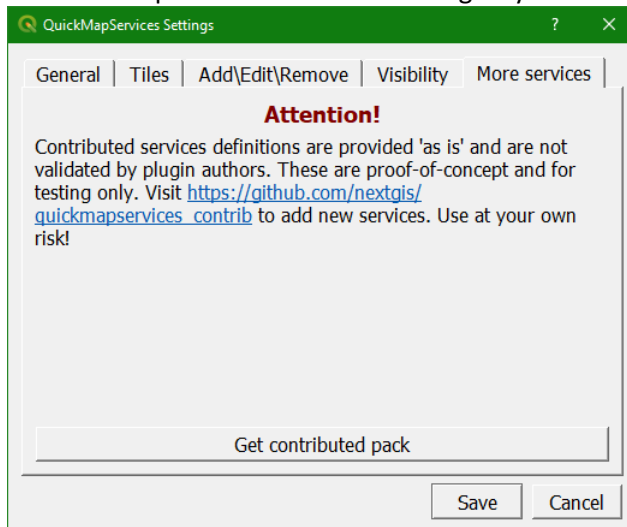 QuickMapServices Settings ? ×
General Tiles Add\Edit\Remove Visibility More services
Attention!
Contributed services definitions are provided 'as is' and are not
validated by plugin authors. These are proof-of-concept and for
testing only. Visit https://github.com/nextgis/
quickmapservices_contrib to add new services. Use at your own
risk!
Get contributed pack
Save Cancel